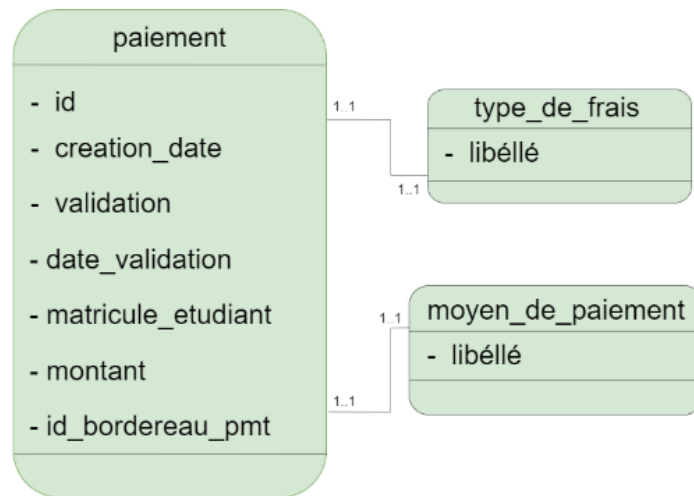 paiement
- id
- creation_date
- validation
- date_validation
- matricule_etudiant
- montant
- id_bordereau_pmt
1..1
1..1
type_de_frais
- libéllé
1..1
1..1
moyen_de_paiement
- libéllé